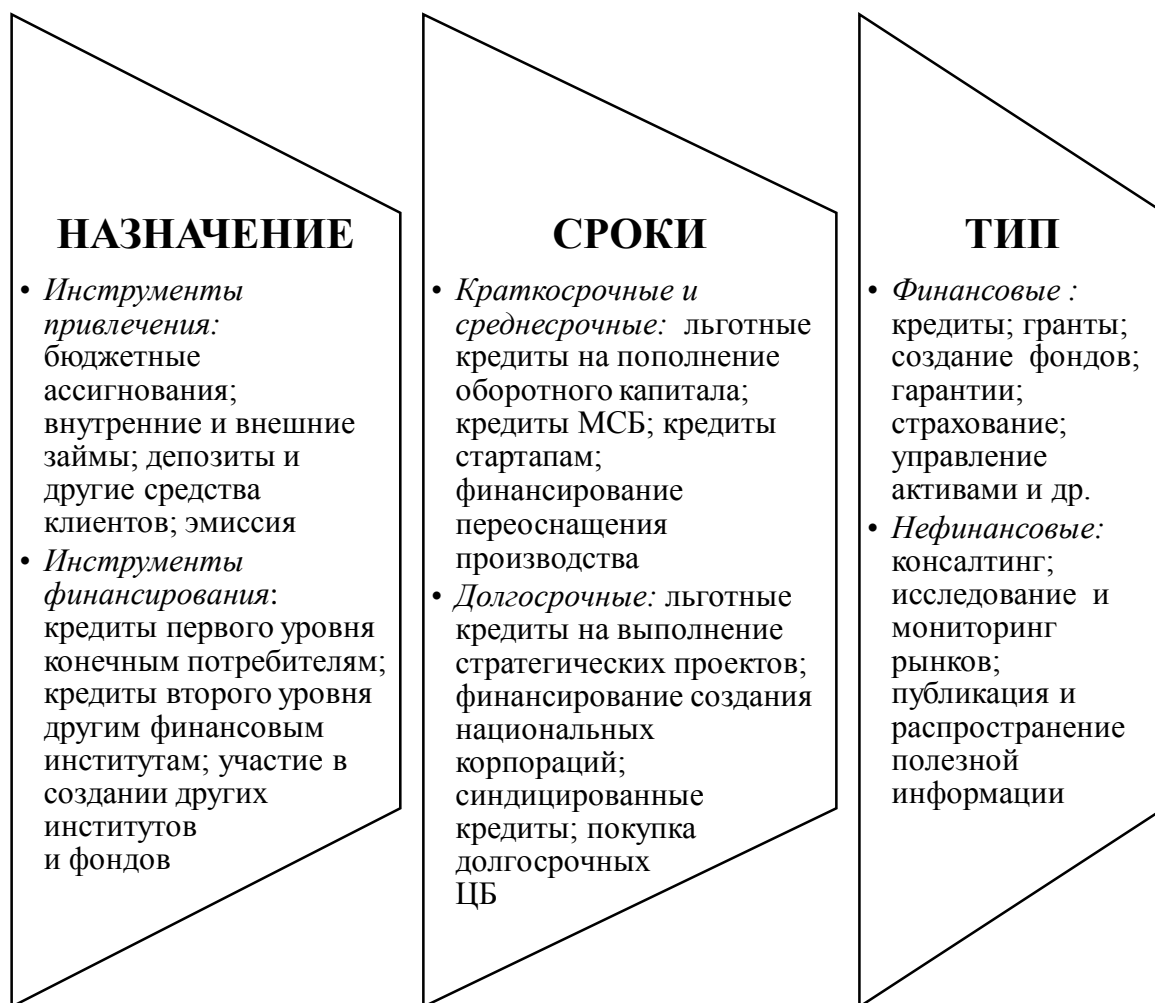 НАЗНАЧЕНИЕ
• Инструменты
привлечения:
бюджетные
ассигнования;
внутренние и внешние
займы; депозиты и
другие средства
клиентов; эмиссия
• Инструменты
финансирования:
кредиты первого уровня
конечным потребителям;
кредиты второго уровня
другим финансовым
институтам; участие в
создании других
институтов
и фондов
СРОКИ
• Краткосрочные и
среднесрочные: льготные
кредиты на пополнение
оборотного капитала;
кредиты МСБ; кредиты
стартапам;
финансирование
переоснащения
производства
• Долгосрочные: льготные
кредиты на выполнение
стратегических проектов;
финансирование создания
национальных
корпораций;
синдицированные
кредиты; покупка
долгосрочных
ЦБ
ТИП
• Финансовые :
кредиты; гранты;
создание фондов;
гарантии;
страхование;
управление
активами и др.
• Нефинансовые:
консалтинг;
исследование и
мониторинг
рынков;
публикация и
распространение
полезной
информации